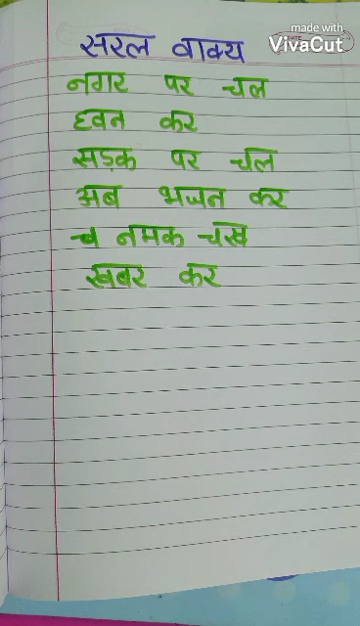 made with
VivaCut
सरल वाक्य
नगर पर चल
हवन कर
सड़क पर चल
अब भजन कर
च नमक चख
खबर कर